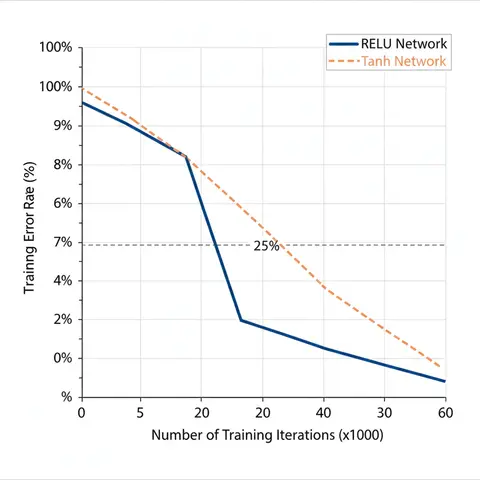 RELU Network
Tanh Network
100%
100%
9%
8%
6%
7%
4%
2%
0%
%
25%
0 5 20 20 40 30 60
Number of Training Iterations (x1000)
Trainng Error Rae (%)